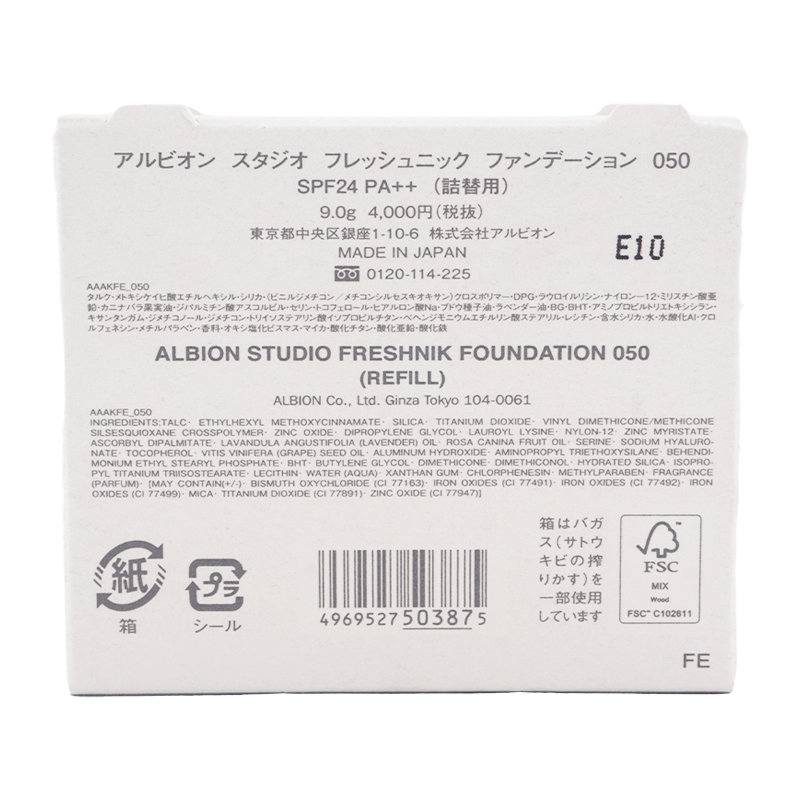 アルビオン スタジオ フレッシュニック ファンデーション 050
SPF24 PA++ （詰替用）
9.0g 4,000円（税抜）
東京都中央区銀座1-10-6 株式会社アルビオン
MADE IN JAPAN
0120-114-225
E10
AAAKFE_050
タルク・メトキシケイヒ酸エチルヘキシル・シリカ・（ビニルジメチコン／メチコンシルセスキオキサン）クロスポリマー・DPG・ラウロイルリシン・ナイロン－12・ミリスチン酸亜
鉛・カニナバラ果実油・ジパルミチン酸アスコルビル・セリン・トコフェロール・ヒアルロン酸Na・ブドウ種子油・ラベンダー油・BG・BHT・アミノプロピルトリエトキシシラン・
キサンタンガム・ジメチコノール・ジメチコン・トリイソステアリン酸イソプロピルチタン・ベヘンジモニウムエチルリン酸ステアリル・レシチン・含水シリカ・水・水酸化Al・クロ
ルフェネシン・メチルパラベン・香料・オキシ塩化ビスマス・マイカ・酸化チタン・酸化亜鉛・酸化鉄
ALBION STUDIO FRESHNIK FOUNDATION 050
(REFILL)
ALBION Co., Ltd. Ginza Tokyo 104-0061
AAAKFE_050
INGREDIENTS:TALC· ETHYLHEXYL METHOXYCINNAMATE· SILICA· TITANIUM DIOXIDE· VINYL DIMETHICONE/METHICONE
SILSESQUIOXANE CROSSPOLYMER· ZINC OXIDE· DIPROPYLENE GLYCOL· LAUROYL LYSINE· NYLON-12· ZINC MYRISTATE·
ASCORBYL DIPALMITATE· LAVANDULA ANGUSTIFOLIA (LAVENDER) OIL· ROSA CANINA FRUIT OIL· SERINE· SODIUM HYALURO-
NATE· TOCOPHEROL· VITIS VINIFERA (GRAPE) SEED OIL· ALUMINUM HYDROXIDE· AMINOPROPYL TRIETHOXYSILANE· BEHENDI-
MONIUM ETHYL STEARYL PHOSPHATE· BHT· BUTYLENE GLYCOL· DIMETHICONE· DIMETHICONOL· HYDRATED SILICA· ISOPRO-
PYL TITANIUM TRIISOSTEARATE· LECITHIN· WATER (AQUA)· XANTHAN GUM· CHLORPHENESIN· METHYLPARABEN· FRAGRANCE
(PARFUM)· [MAY CONTAIN(+/-)· BISMUTH OXYCHLORIDE (CI 77163)· IRON OXIDES (CI 77491)· IRON OXIDES (CI 77492)· IRON
OXIDES (CI 77499)· MICA· TITANIUM DIOXIDE (CI 77891)· ZINC OXIDE (CI 77947)]
紙
箱
プラ
シール
4969527503875
箱はバガ
ス（サトウ
キビの搾
りかす）を
一部使用
しています
FSC
MIX
Wood
FSC™ C102611
FE